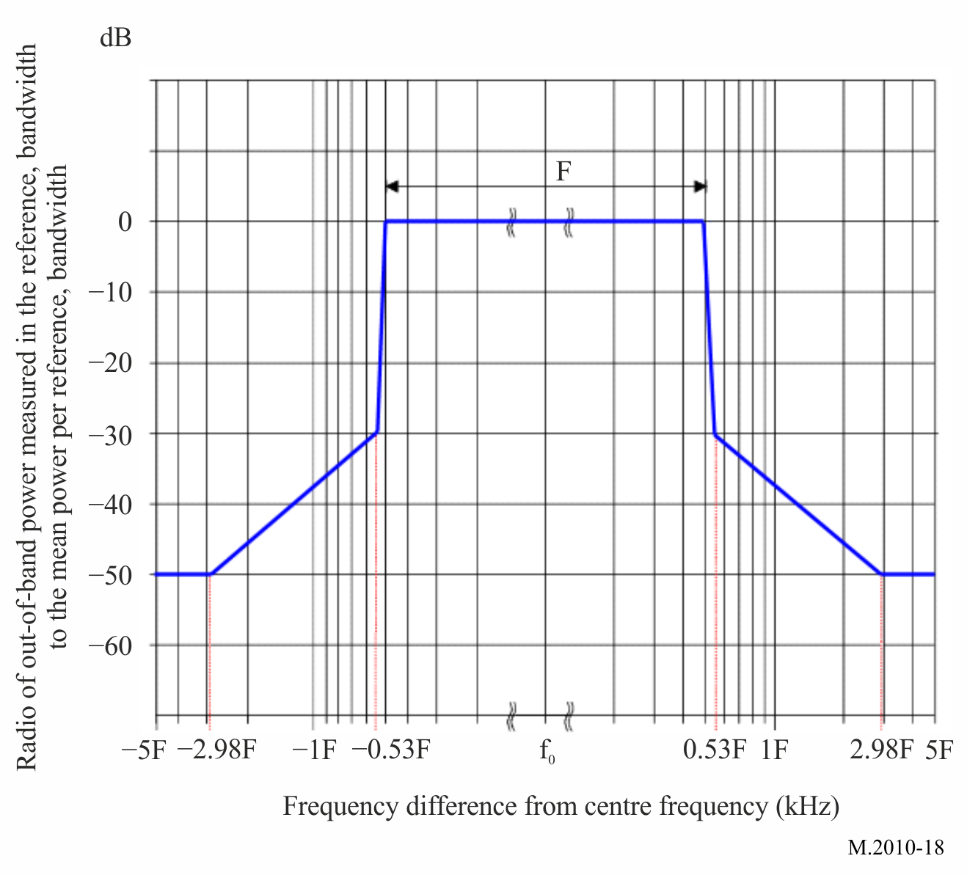 dB
Radio of out-of-band power measured in the reference, bandwidth
to the mean power per reference, bandwidth
F
0
−10
−20
−30
−40
−50
−60
−5F −2.98F −1F −0.53F f₀ 0.53F 1F 2.98F 5F
Frequency difference from centre frequency (kHz)
M.2010-18